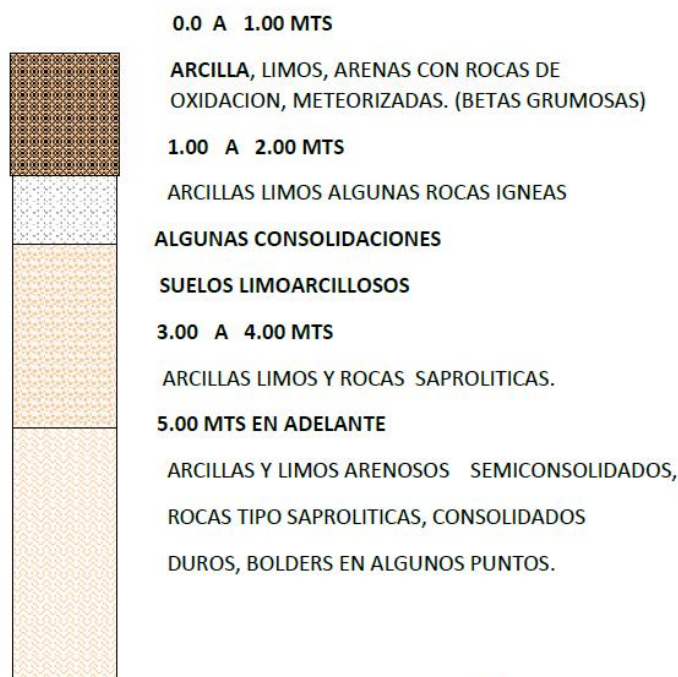 0.0 A 1.00 MTS
ARCILLA, LIMOS, ARENAS CON ROCAS DE
OXIDACION, METEORIZADAS. (BETAS GRUMOSAS)
1.00 A 2.00 MTS
ARCILLAS LIMOS ALGUNAS ROCAS IGNEAS
ALGUNAS CONSOLIDACIONES
SUELOS LIMOARCILLOSOS
3.00 A 4.00 MTS
ARCILLAS LIMOS Y ROCAS SAPROLITICAS.
5.00 MTS EN ADELANTE
ARCILLAS Y LIMOS ARENOSOS SEMICONSOLIDADOS,
ROCAS TIPO SAPROLITICAS, CONSOLIDADOS
DUROS, BOLDERS EN ALGUNOS PUNTOS.